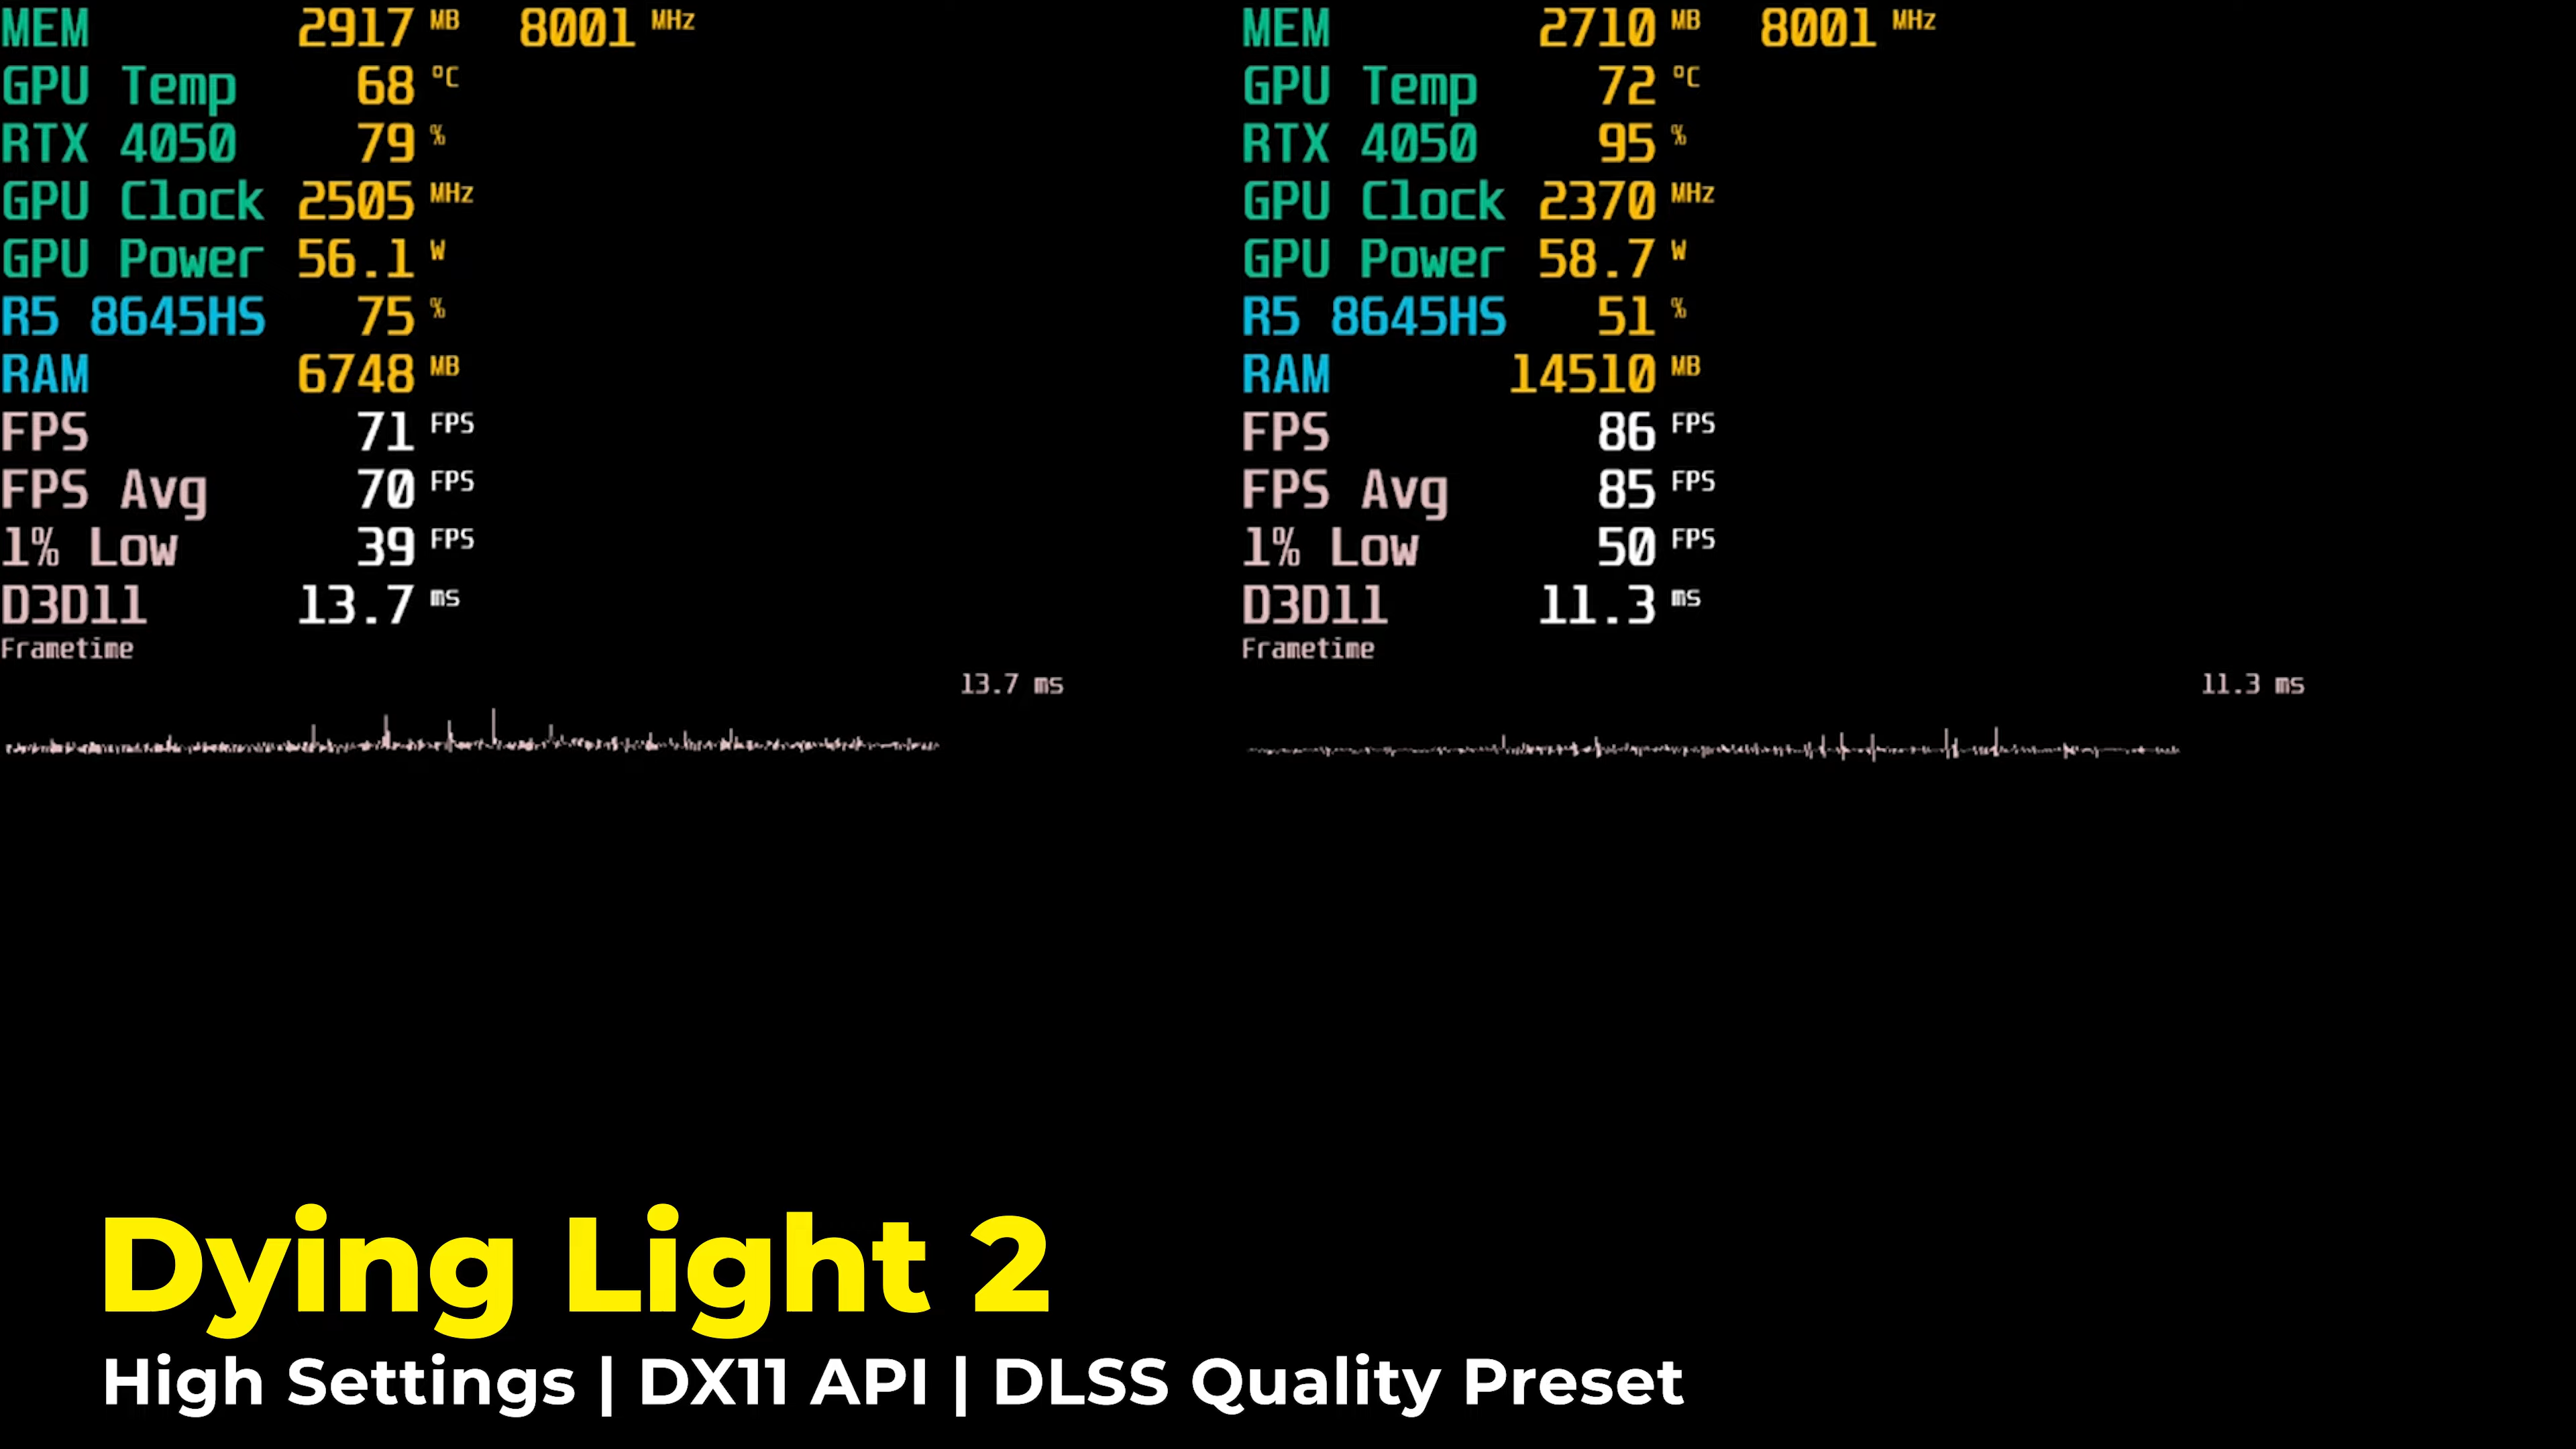 MEM 2917 MB 8001 MHz
GPU Temp 68 °C
RTX 4050 79 %
GPU Clock 2505 MHz
GPU Power 56.1 W
R5 8645HS 75 %
RAM 6748 MB
FPS 71 FPS
FPS Avg 70 FPS
1% Low 39 FPS
D3D11 13.7 ms
Frametime
13.7 ms
MEM 2710 MB 8001 MHz
GPU Temp 72 °C
RTX 4050 95 %
GPU Clock 2370 MHz
GPU Power 58.7 W
R5 8645HS 51 %
RAM 14510 MB
FPS 86 FPS
FPS Avg 85 FPS
1% Low 50 FPS
D3D11 11.3 ms
Frametime
11.3 ms
Dying Light 2
High Settings | DX11 API | DLSS Quality Preset